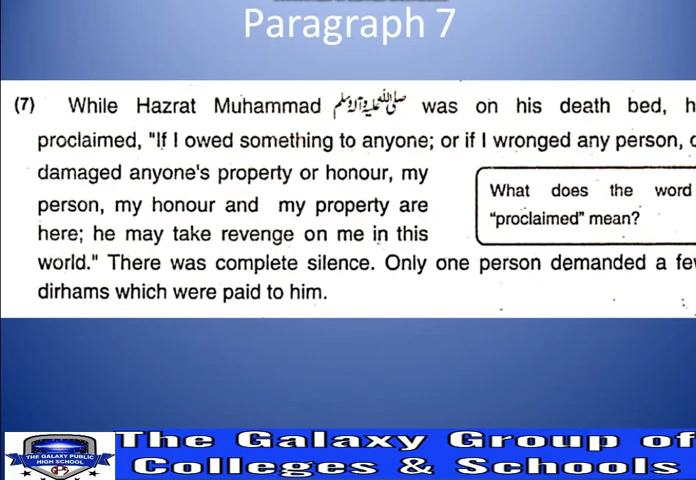 Paragraph 7
(7) While Hazrat Muhammad صلی اللہ علیہ وآلہ وسلم was on his death bed, h
proclaimed, "If I owed something to anyone; or if I wronged any person, o
damaged anyone's property or honour, my
person, my honour and my property are
here; he may take revenge on me in this
world." There was complete silence. Only one person demanded a fe
dirhams which were paid to him.
What does the word
"proclaimed" mean?
THE GALAXY PUBLIC
HIGH SCHOOL
The Galaxy Group of
Colleges & Schools